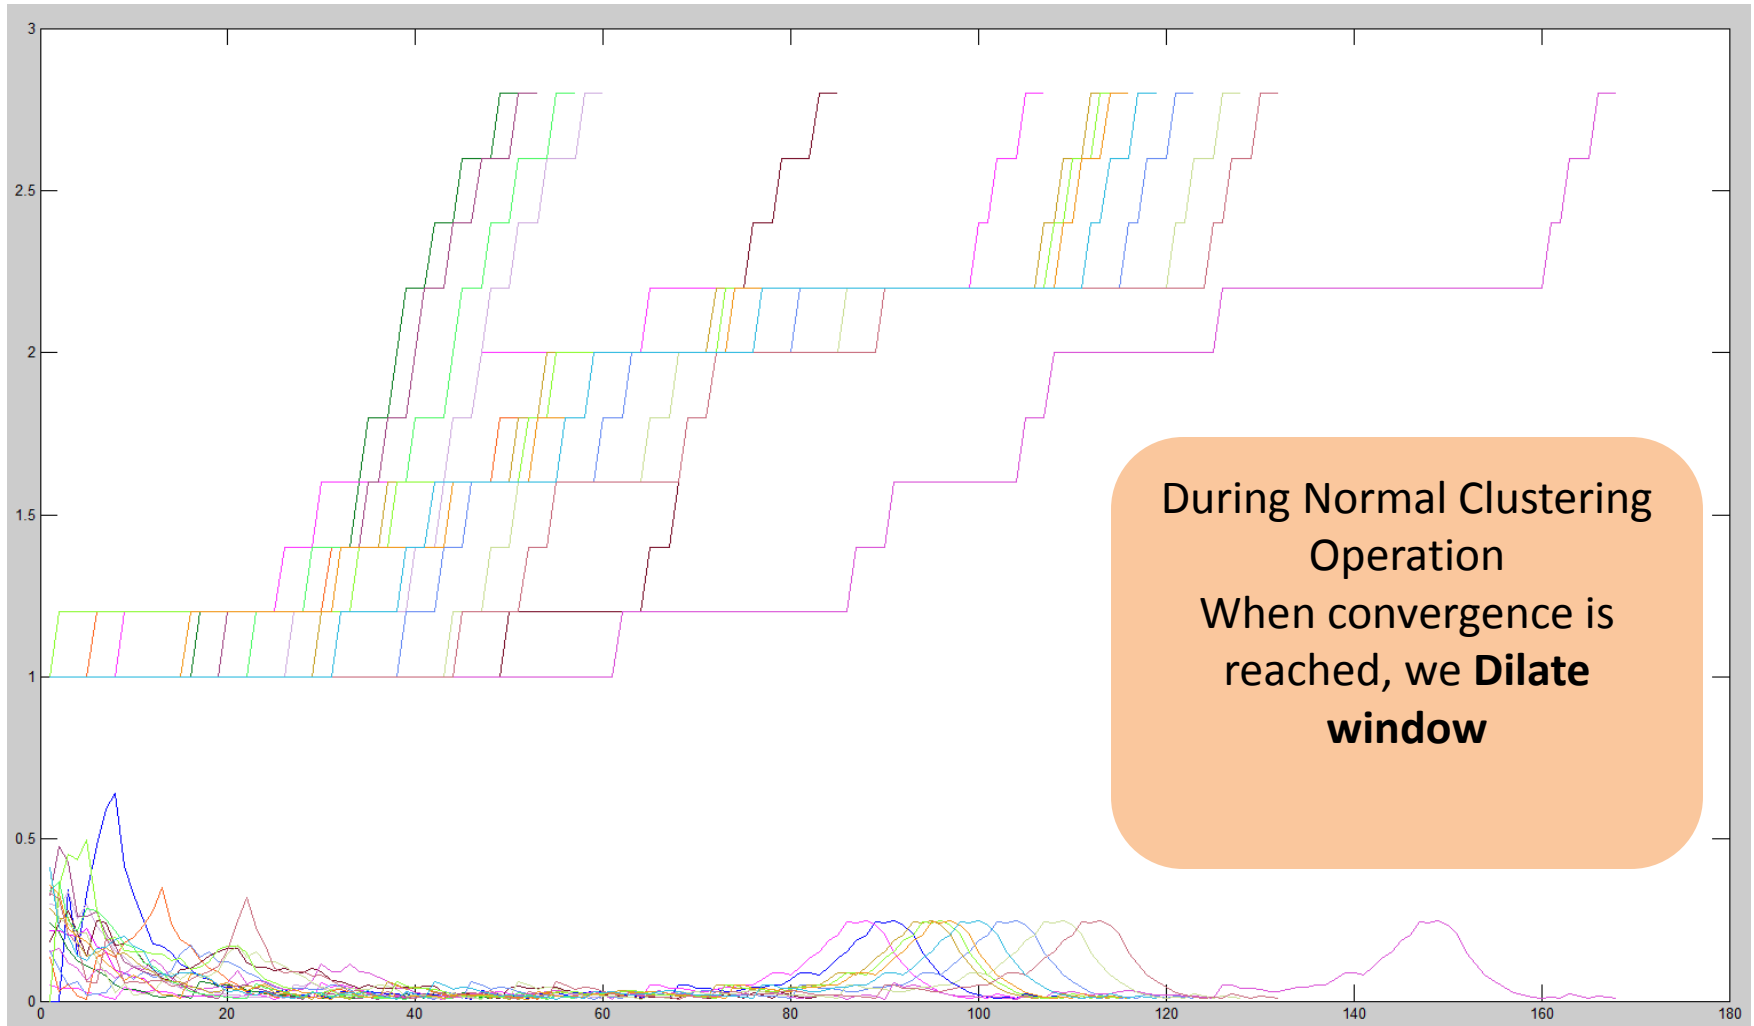 3
2.5
2
1.5
1
0.5
0
0 20 40 60 80 100 120 140 160 180
During Normal Clustering
Operation
When convergence is
reached, we Dilate
window